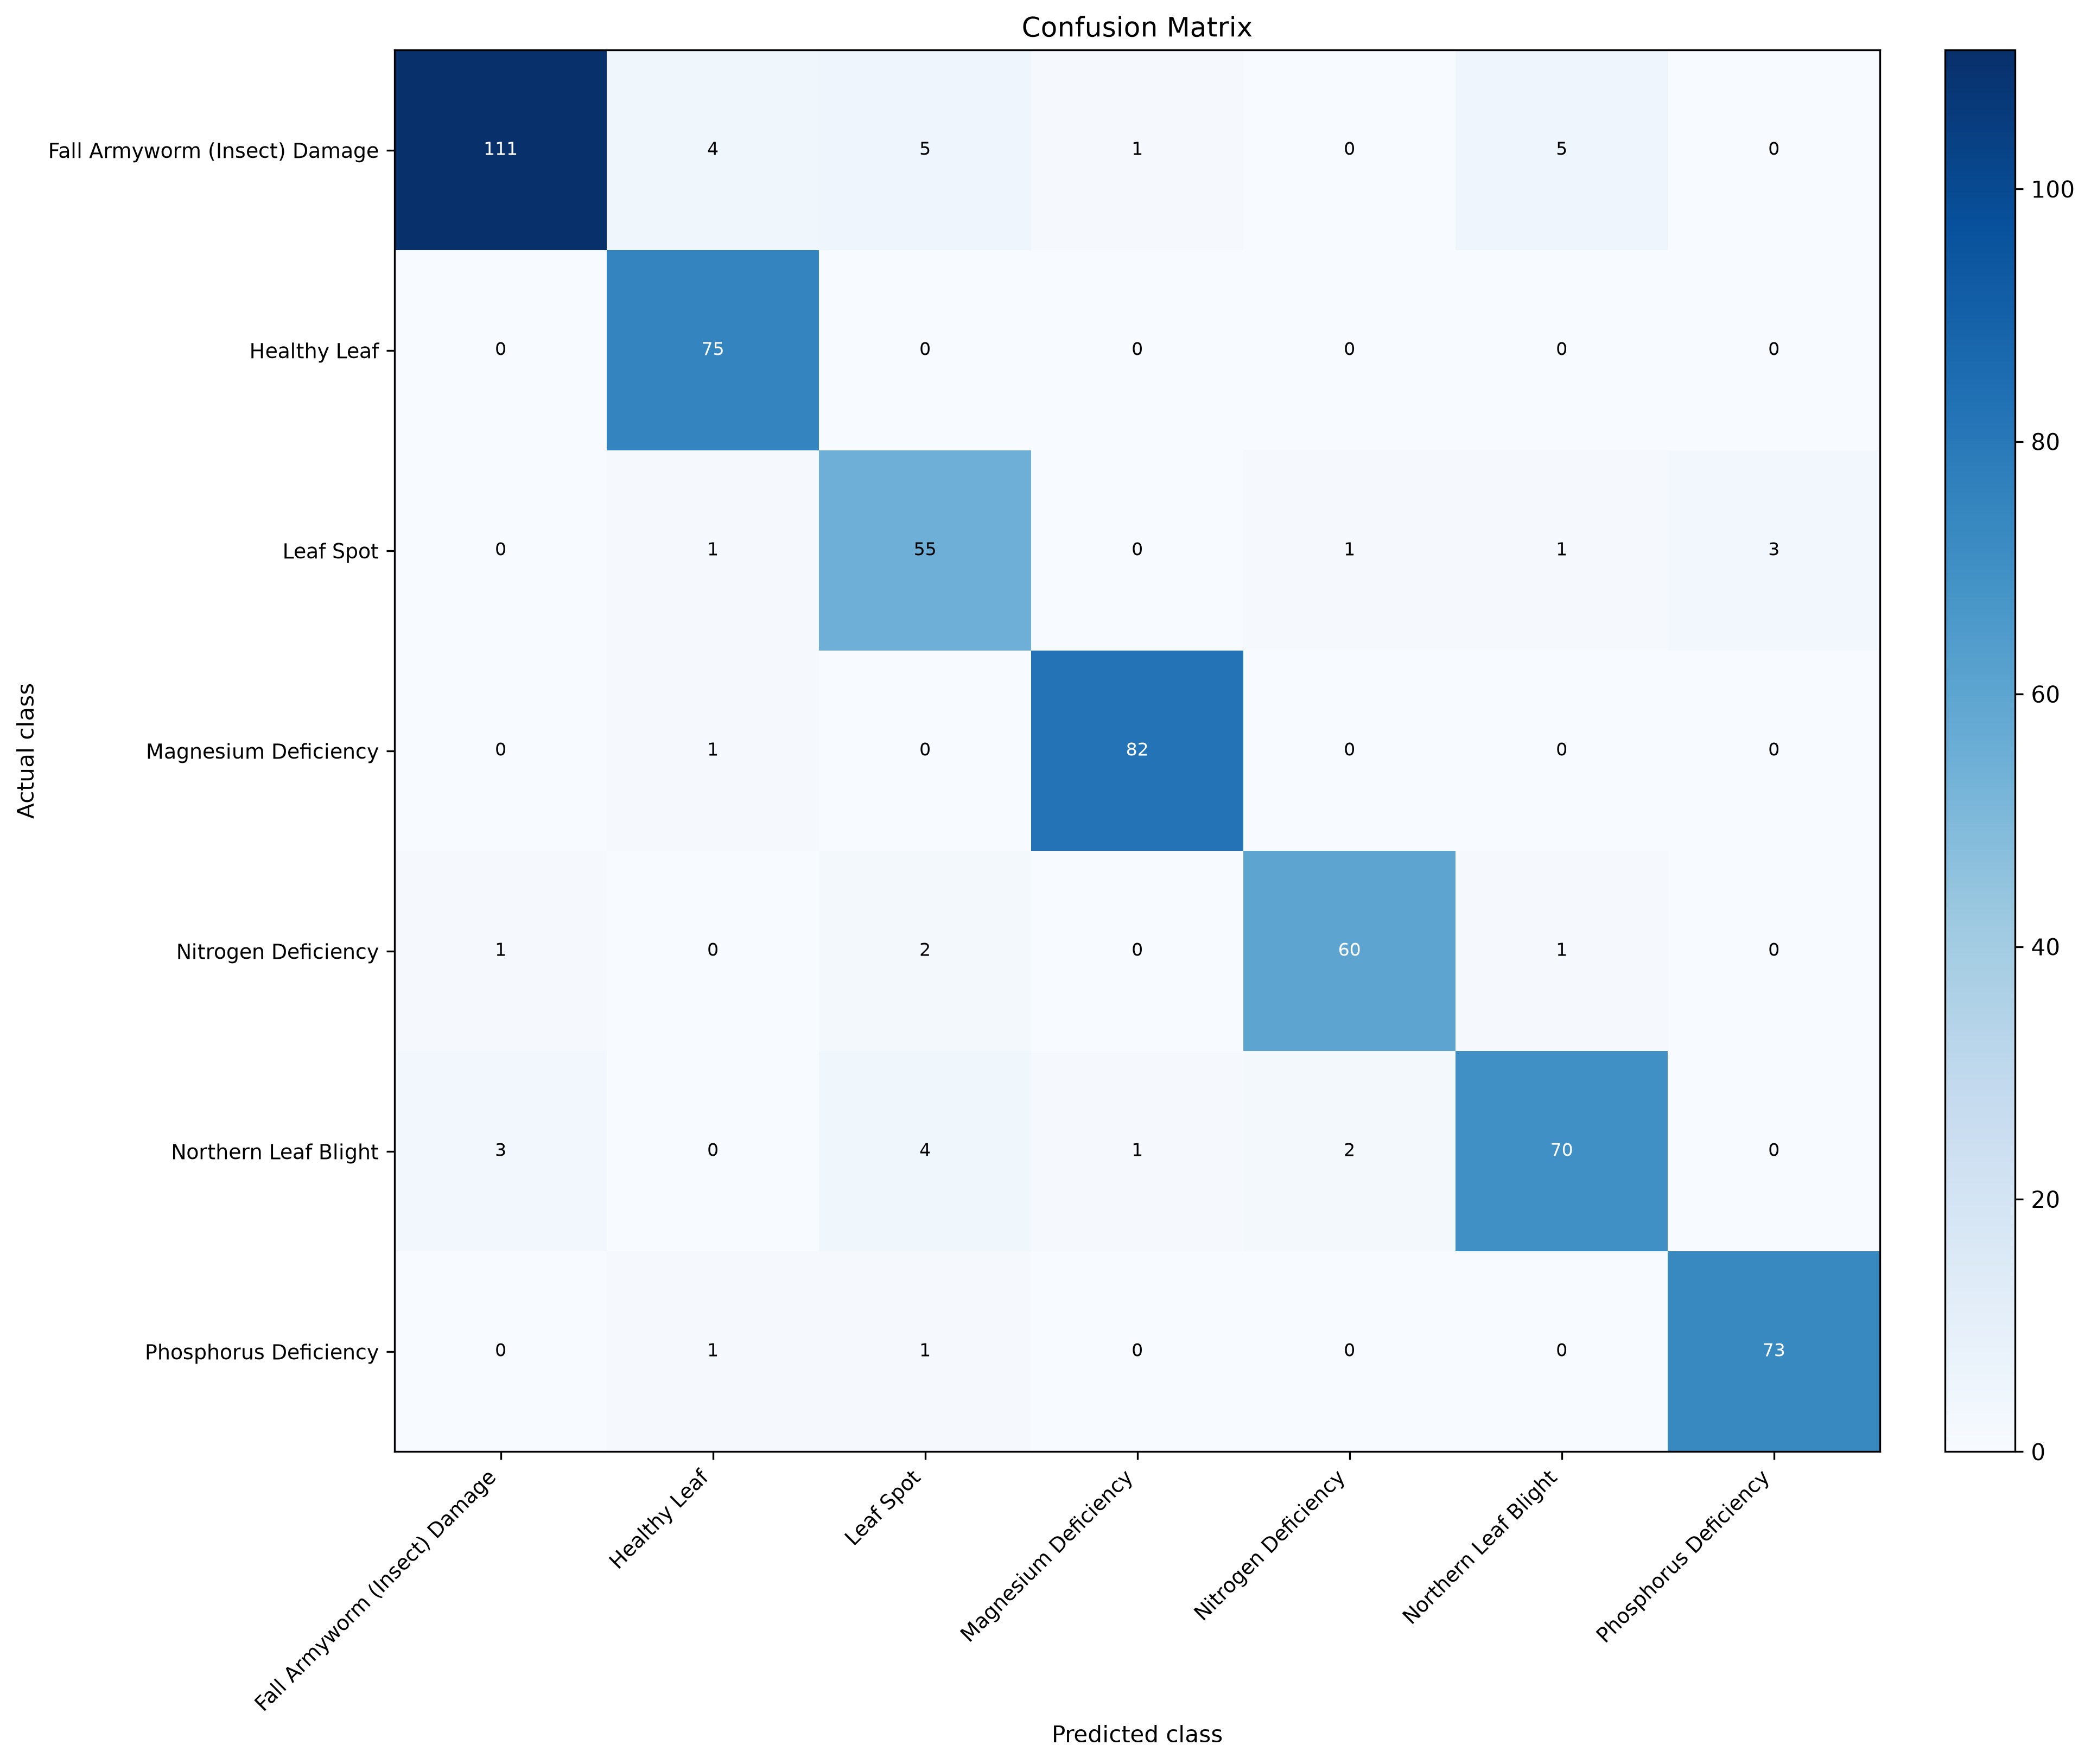 Confusion Matrix
Fall Armyworm (Insect) Damage 111 4 5 1 0 5 0
Healthy Leaf 0 75 0 0 0 0 0
Leaf Spot 0 1 55 0 1 1 3
Magnesium Deficiency 0 1 0 82 0 0 0
Nitrogen Deficiency 1 0 2 0 60 1 0
Northern Leaf Blight 3 0 4 1 2 70 0
Phosphorus Deficiency 0 1 1 0 0 0 73
Actual class
Fall Armyworm (Insect) Damage
Healthy Leaf
Leaf Spot
Magnesium Deficiency
Nitrogen Deficiency
Northern Leaf Blight
Phosphorus Deficiency
Predicted class
100
80
60
40
20
0